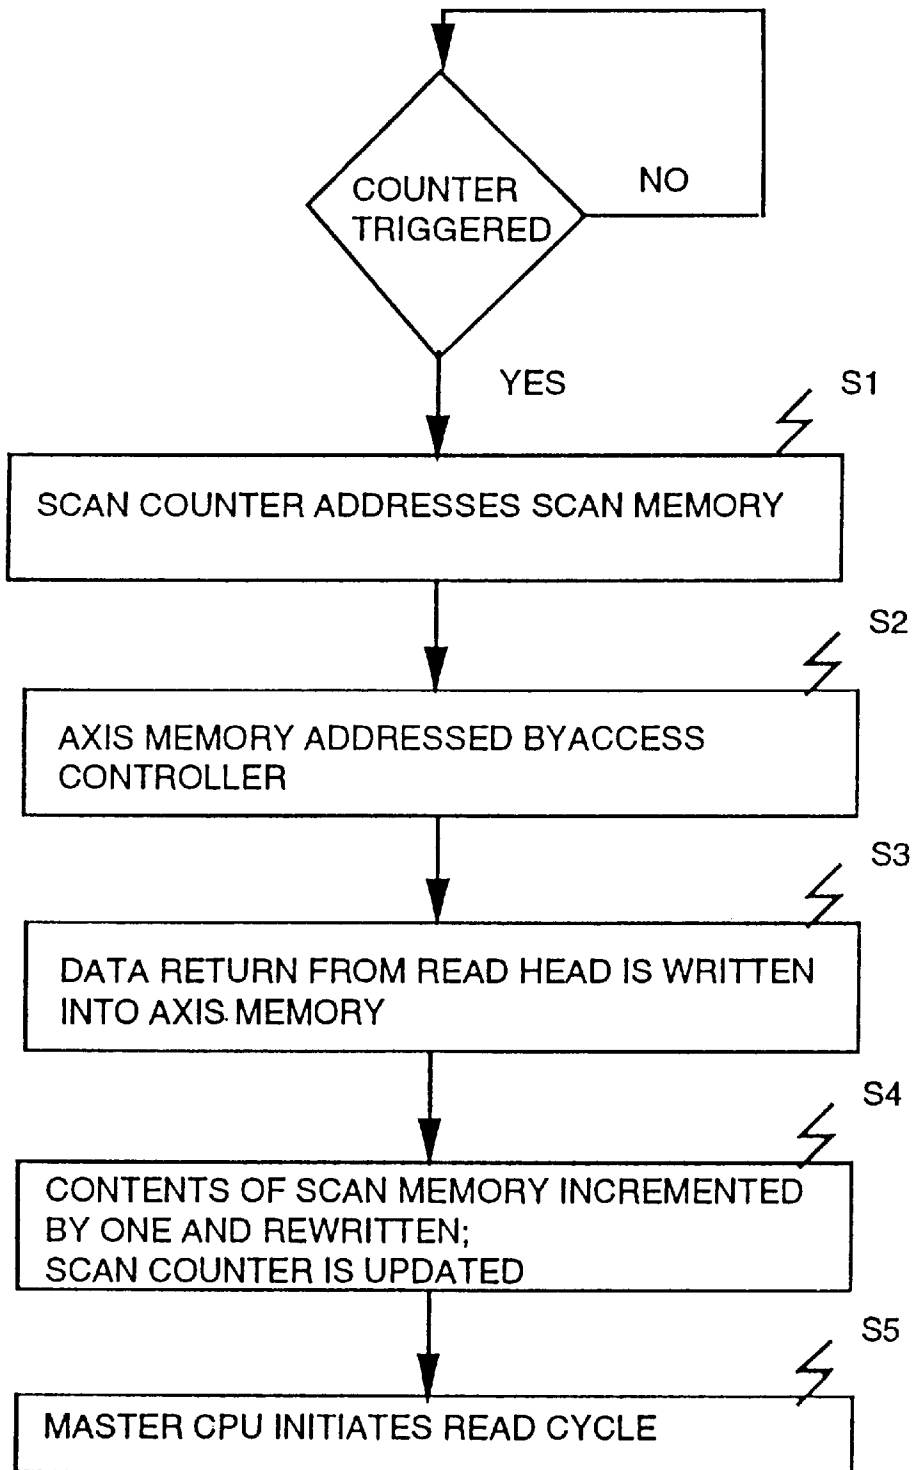 COUNTER
TRIGGERED
NO
YES
S1
SCAN COUNTER ADDRESSES SCAN MEMORY
S2
AXIS MEMORY ADDRESSED BYACCESS
CONTROLLER
S3
DATA RETURN FROM READ HEAD IS WRITTEN
INTO AXIS MEMORY
S4
CONTENTS OF SCAN MEMORY INCREMENTED
BY ONE AND REWRITTEN;
SCAN COUNTER IS UPDATED
S5
MASTER CPU INITIATES READ CYCLE